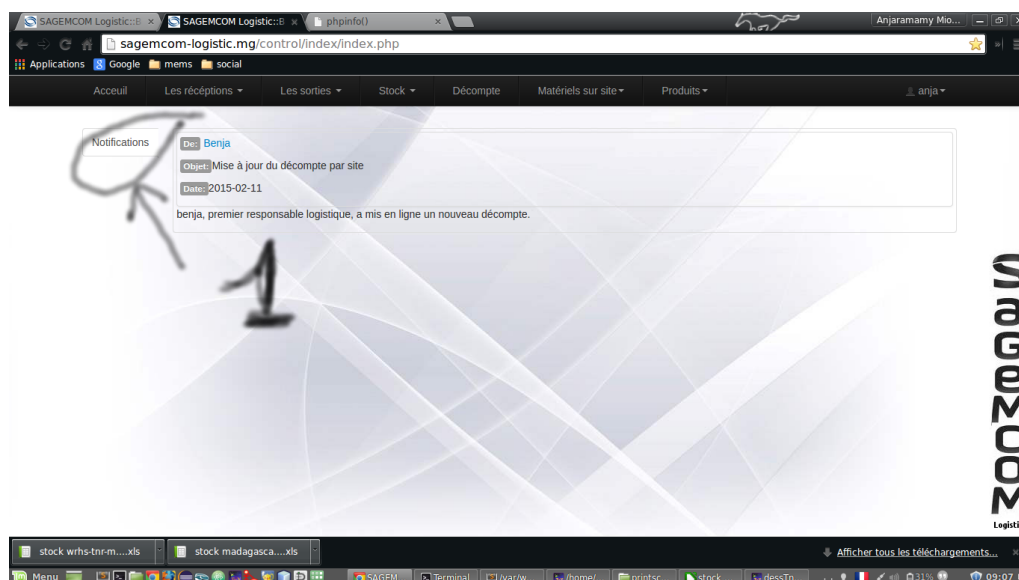 SAGEMCOM Logistic::B
SAGEMCOM Logistic::B
phpinfo()
Anjaramamy Mio...
sagemcom-logistic.mg/control/index/index.php
Applications
Google
mems
social
Acceuil
Les récéptions
Les sorties
Stock
Décompte
Matériels sur site
Produits
anja
Notifications
De: Benja
Objet: Mise à jour du décompte par site
Date: 2015-02-11
benja, premier responsable logistique, a mis en ligne un nouveau décompte.
1
SaGeMCOM
Logisti
stock wrhs-tnr-m....xls
stock madagasca....xls
Afficher tous les téléchargements...
Menu
SAGEM
Terminal
/var/w
/home/
printsc
stock
dessTn
31%
09:07